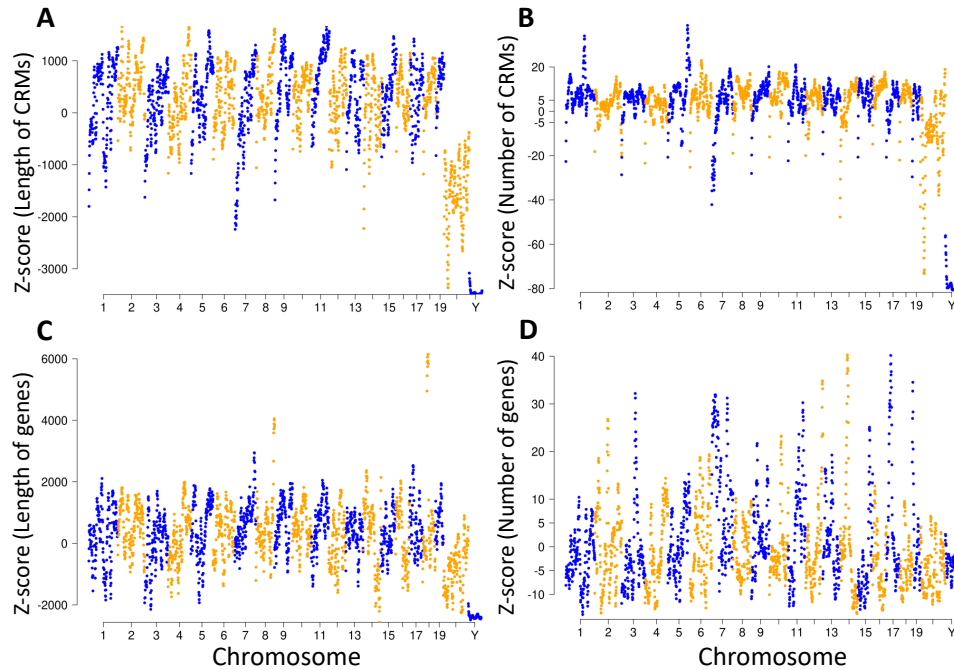 A
Z-score (Length of CRMs)
1000
0
-1000
-2000
-3000
1 2 3 4 5 6 7 8 9 11 15 17 19 Y
B
Z-score (Number of CRMs)
20
5
0
-5
-20
-40
-60
-80
1 2 3 4 5 6 7 9 11 13 15 17 19 Y
C
Z-score (Length of genes)
6000
4000
2000
0
-2000
1 2 3 4 5 6 7 8 9 11 13 15 17 19 Y
Chromosome
D
Z-score (Number of genes)
40
30
20
10
5
0
-5
-10
1 2 3 4 5 6 7 8 9 11 13 15 17 19 Y
Chromosome